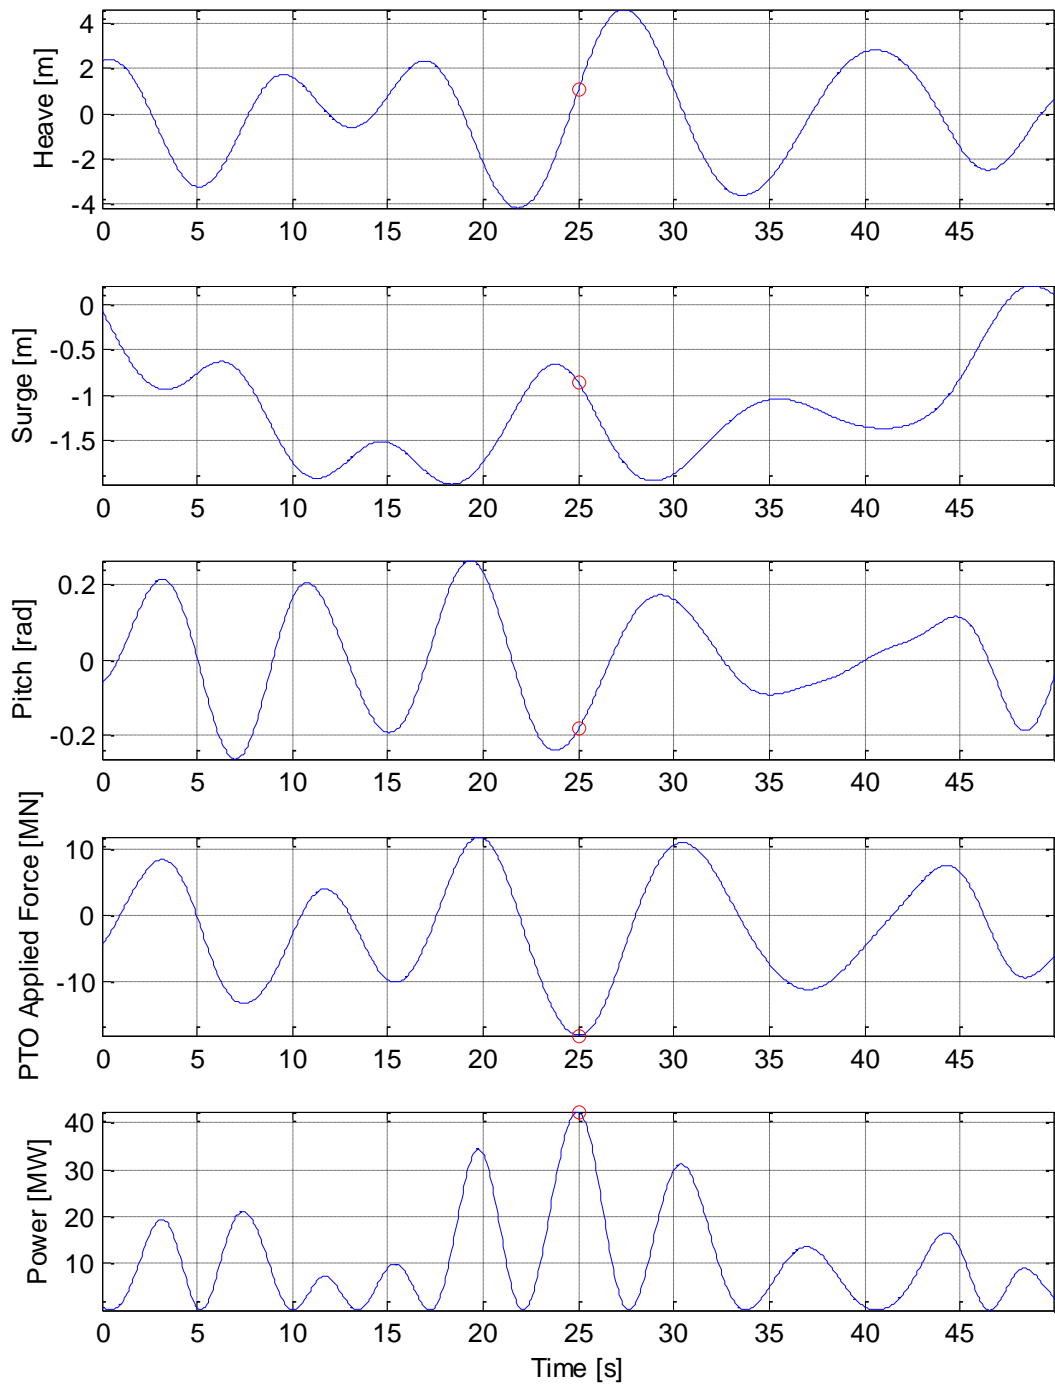 Heave [m]
4
2
0
-2
-4
0 5 10 15 20 25 30 35 40 45
Surge [m]
0
-0.5
-1
-1.5
0 5 10 15 20 25 30 35 40 45
Pitch [rad]
0.2
0
-0.2
0 5 10 15 20 25 30 35 40 45
PTO Applied Force [MN]
10
0
-10
0 5 10 15 20 25 30 35 40 45
Power [MW]
40
30
20
10
0 5 10 15 20 25 30 35 40 45
Time [s]